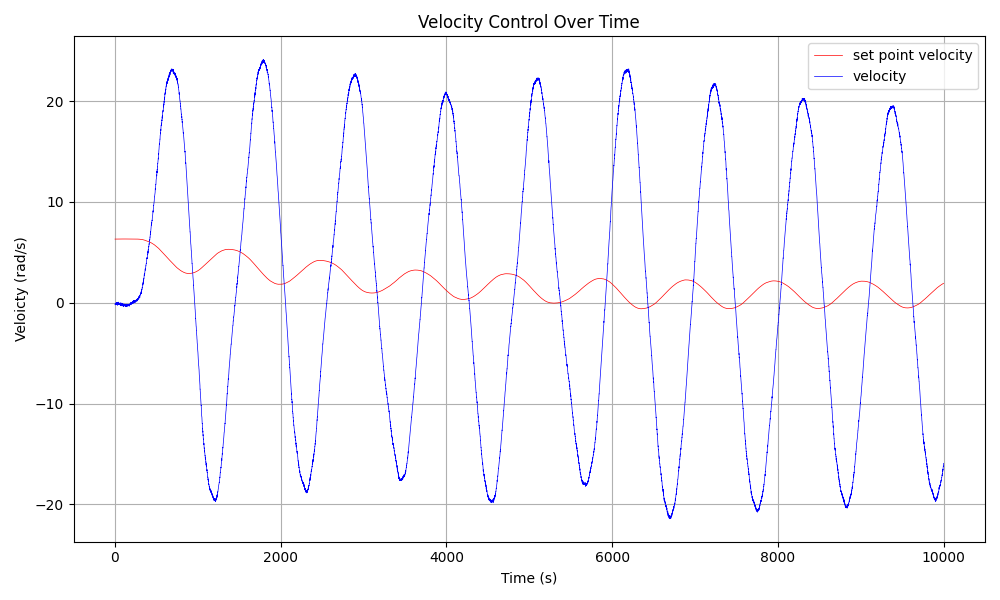 Velocity Control Over Time
set point velocity
velocity
Veloicty (rad/s)
20
10
0
−10
−20
0 2000 4000 6000 8000 10000
Time (s)